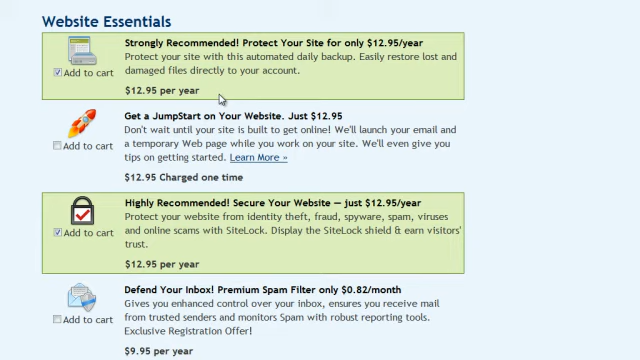 Website Essentials
Strongly Recommended! Protect Your Site for only $12.95/year
Protect your site with this automated daily backup. Easily restore lost and
damaged files directly to your account.
Add to cart
$12.95 per year
Get a JumpStart on Your Website. Just $12.95
Don't wait until your site is built to get online! We'll launch your email and
a temporary Web page while you work on your site. We'll even give you
tips on getting started. Learn More »
Add to cart
$12.95 Charged one time
Highly Recommended! Secure Your Website — just $12.95/year
Protect your website from identity theft, fraud, spyware, spam, viruses
and online scams with SiteLock. Display the SiteLock shield & earn visitors'
trust.
Add to cart
$12.95 per year
Defend Your Inbox! Premium Spam Filter only $0.82/month
Gives you enhanced control over your inbox, ensures you receive mail
from trusted senders and monitors Spam with robust reporting tools.
Exclusive Registration Offer!
Add to cart
$9.95 per year